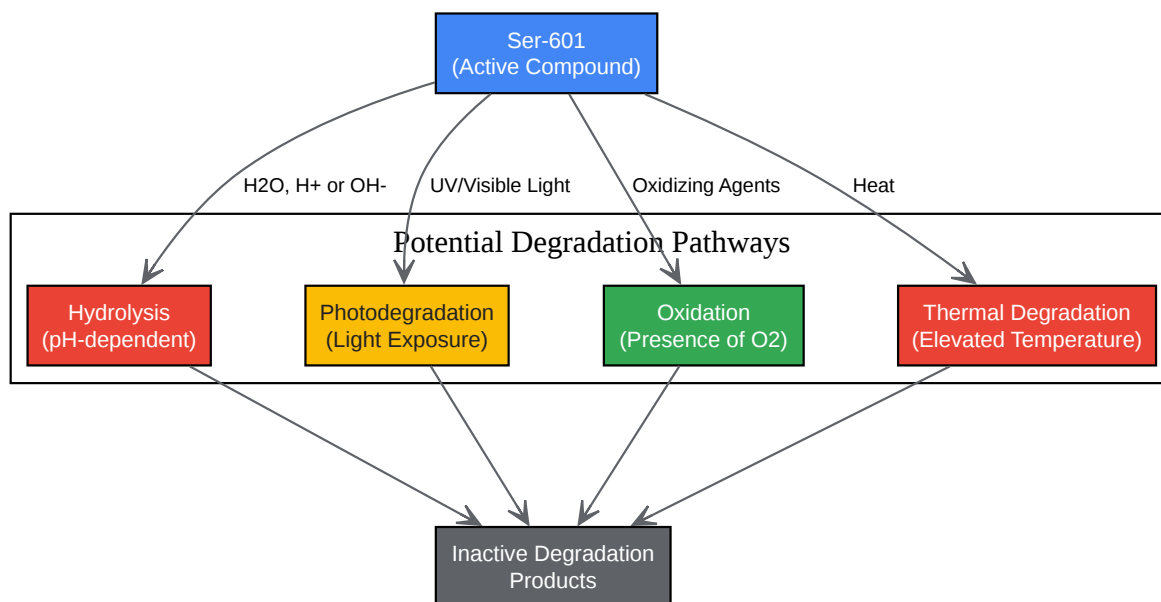 Ser-601
(Active Compound)
H2O, H+ or OH-
UV/Visible Light
Oxidizing Agents
Heat
Potential Degradation Pathways
Hydrolysis
(pH-dependent)
Photodegradation
(Light Exposure)
Oxidation
(Presence of O2)
Thermal Degradation
(Elevated Temperature)
Inactive Degradation
Products